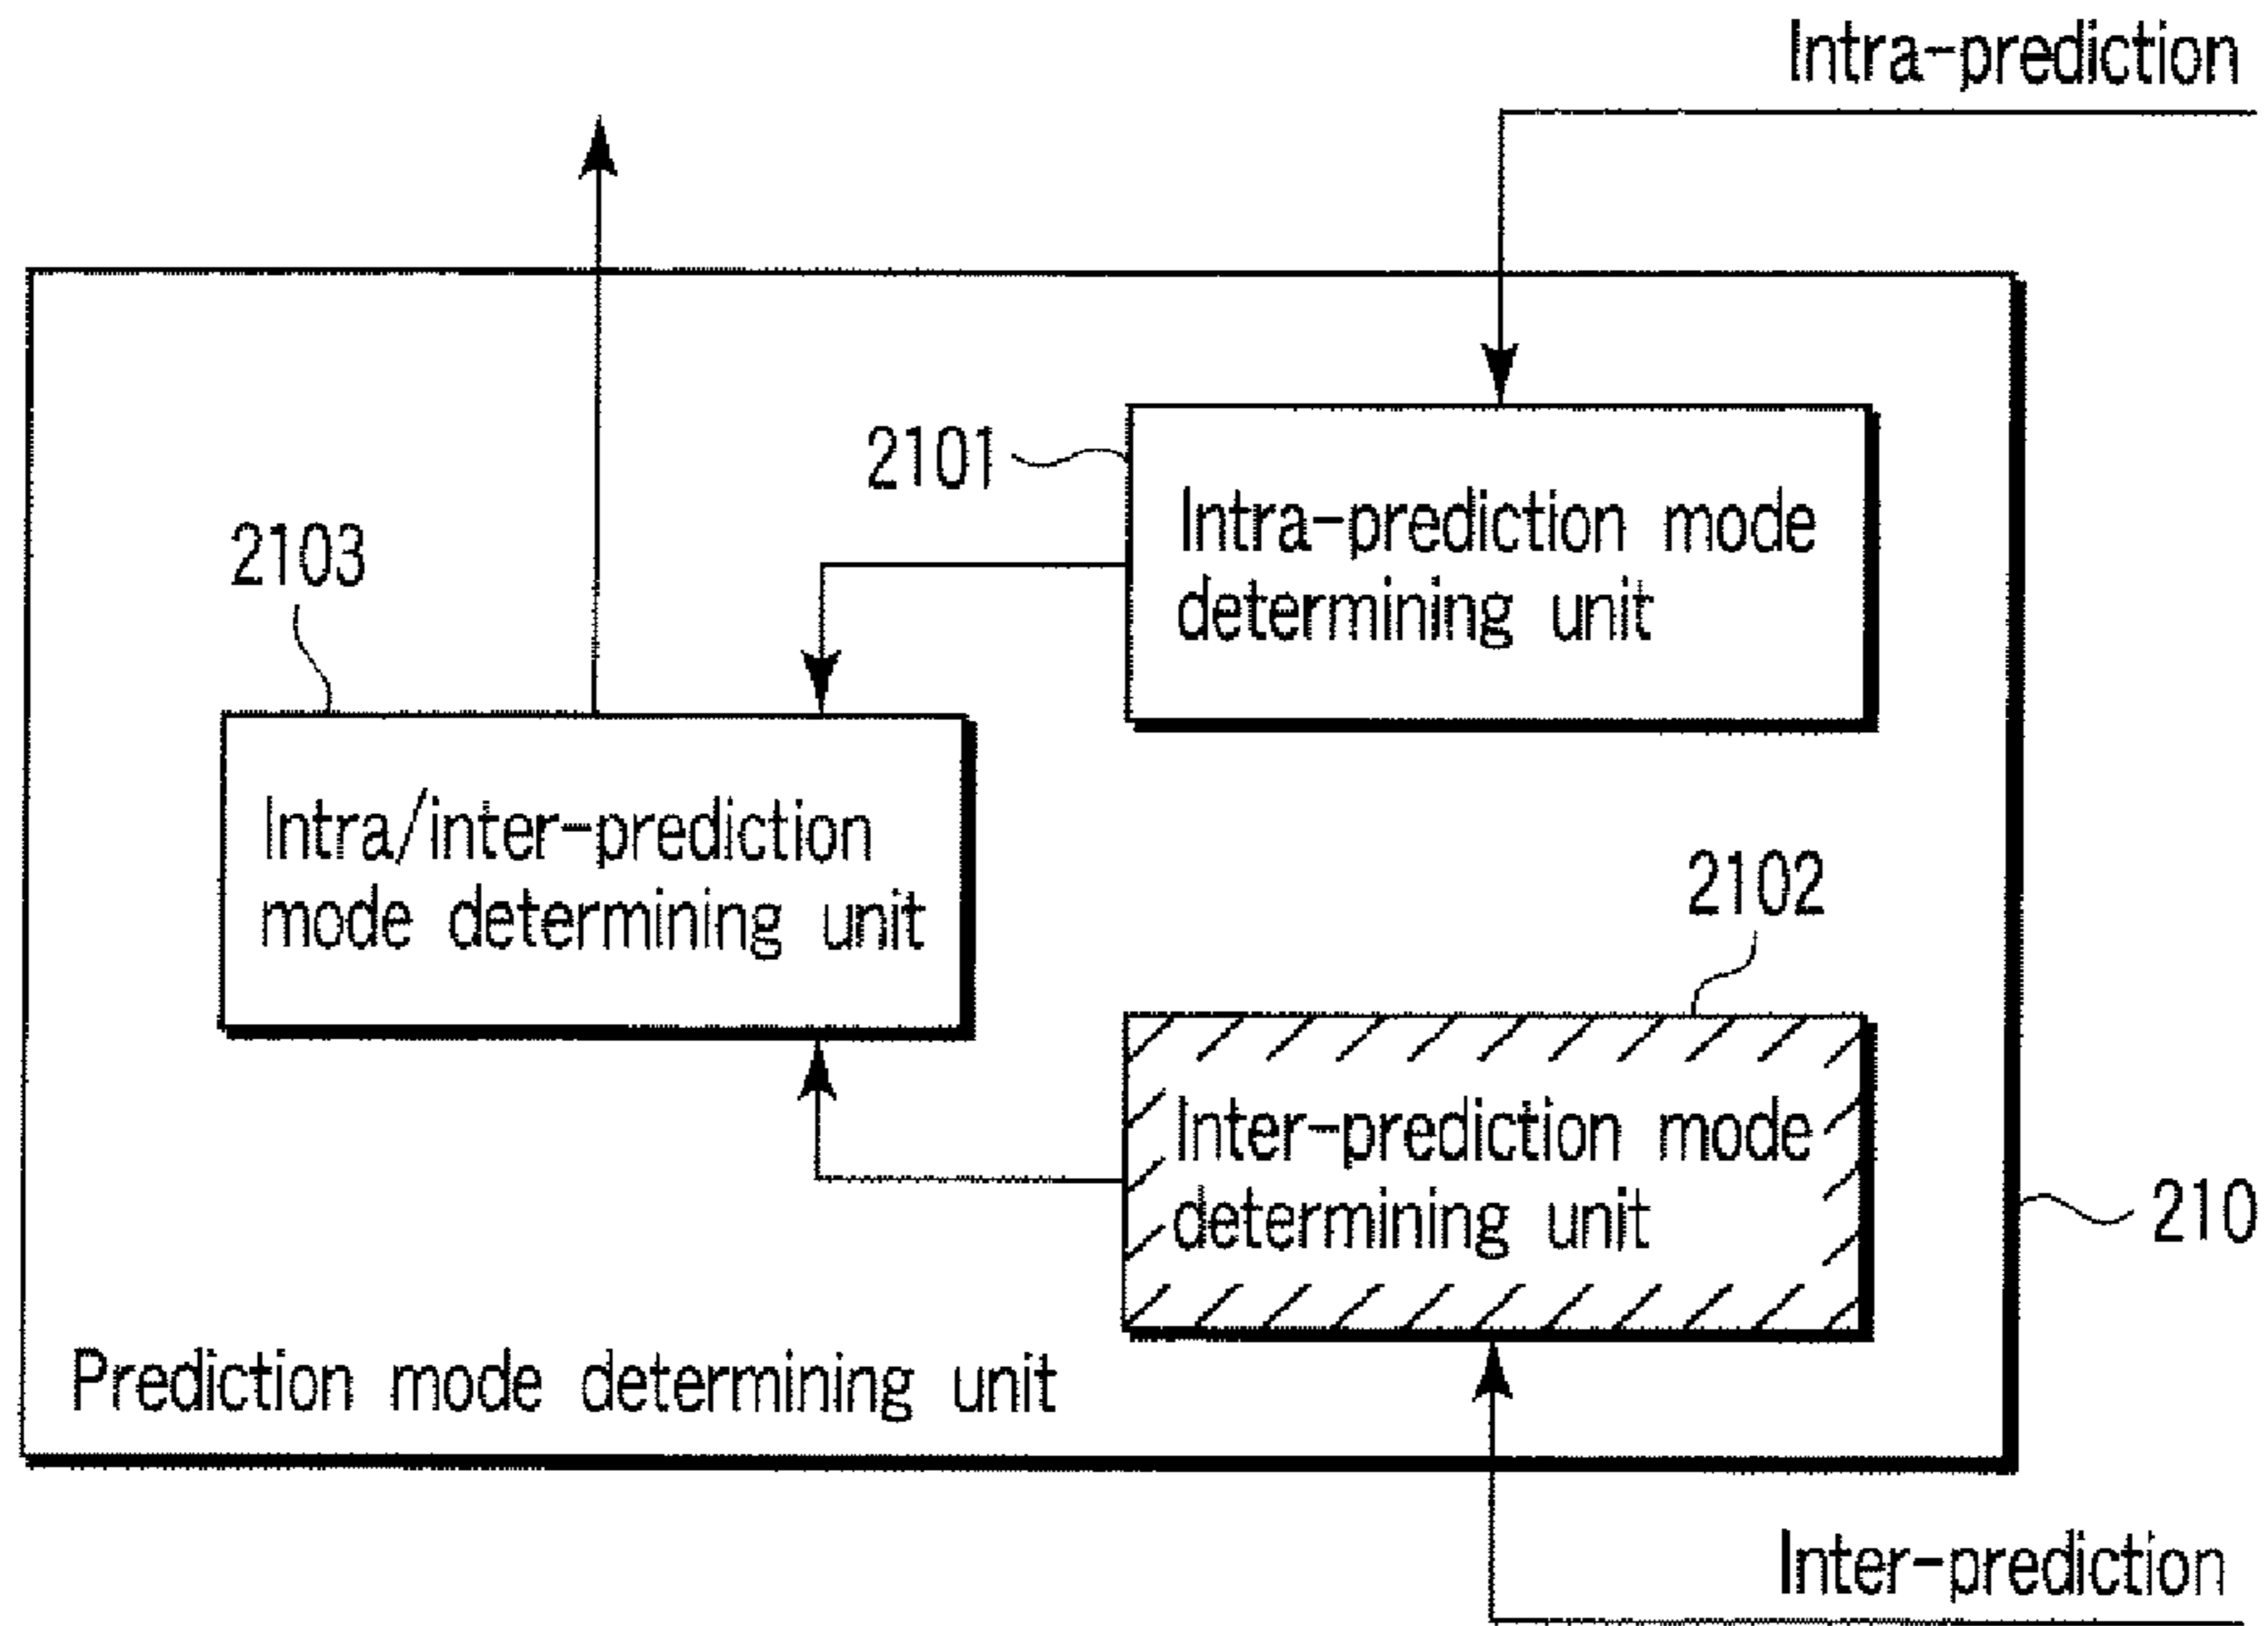 Intra-prediction
2101
Intra-prediction mode
determining unit
2103
Intra/inter-prediction
mode determining unit
2102
Inter-prediction mode
determining unit
210
Prediction mode determining unit
Inter-prediction